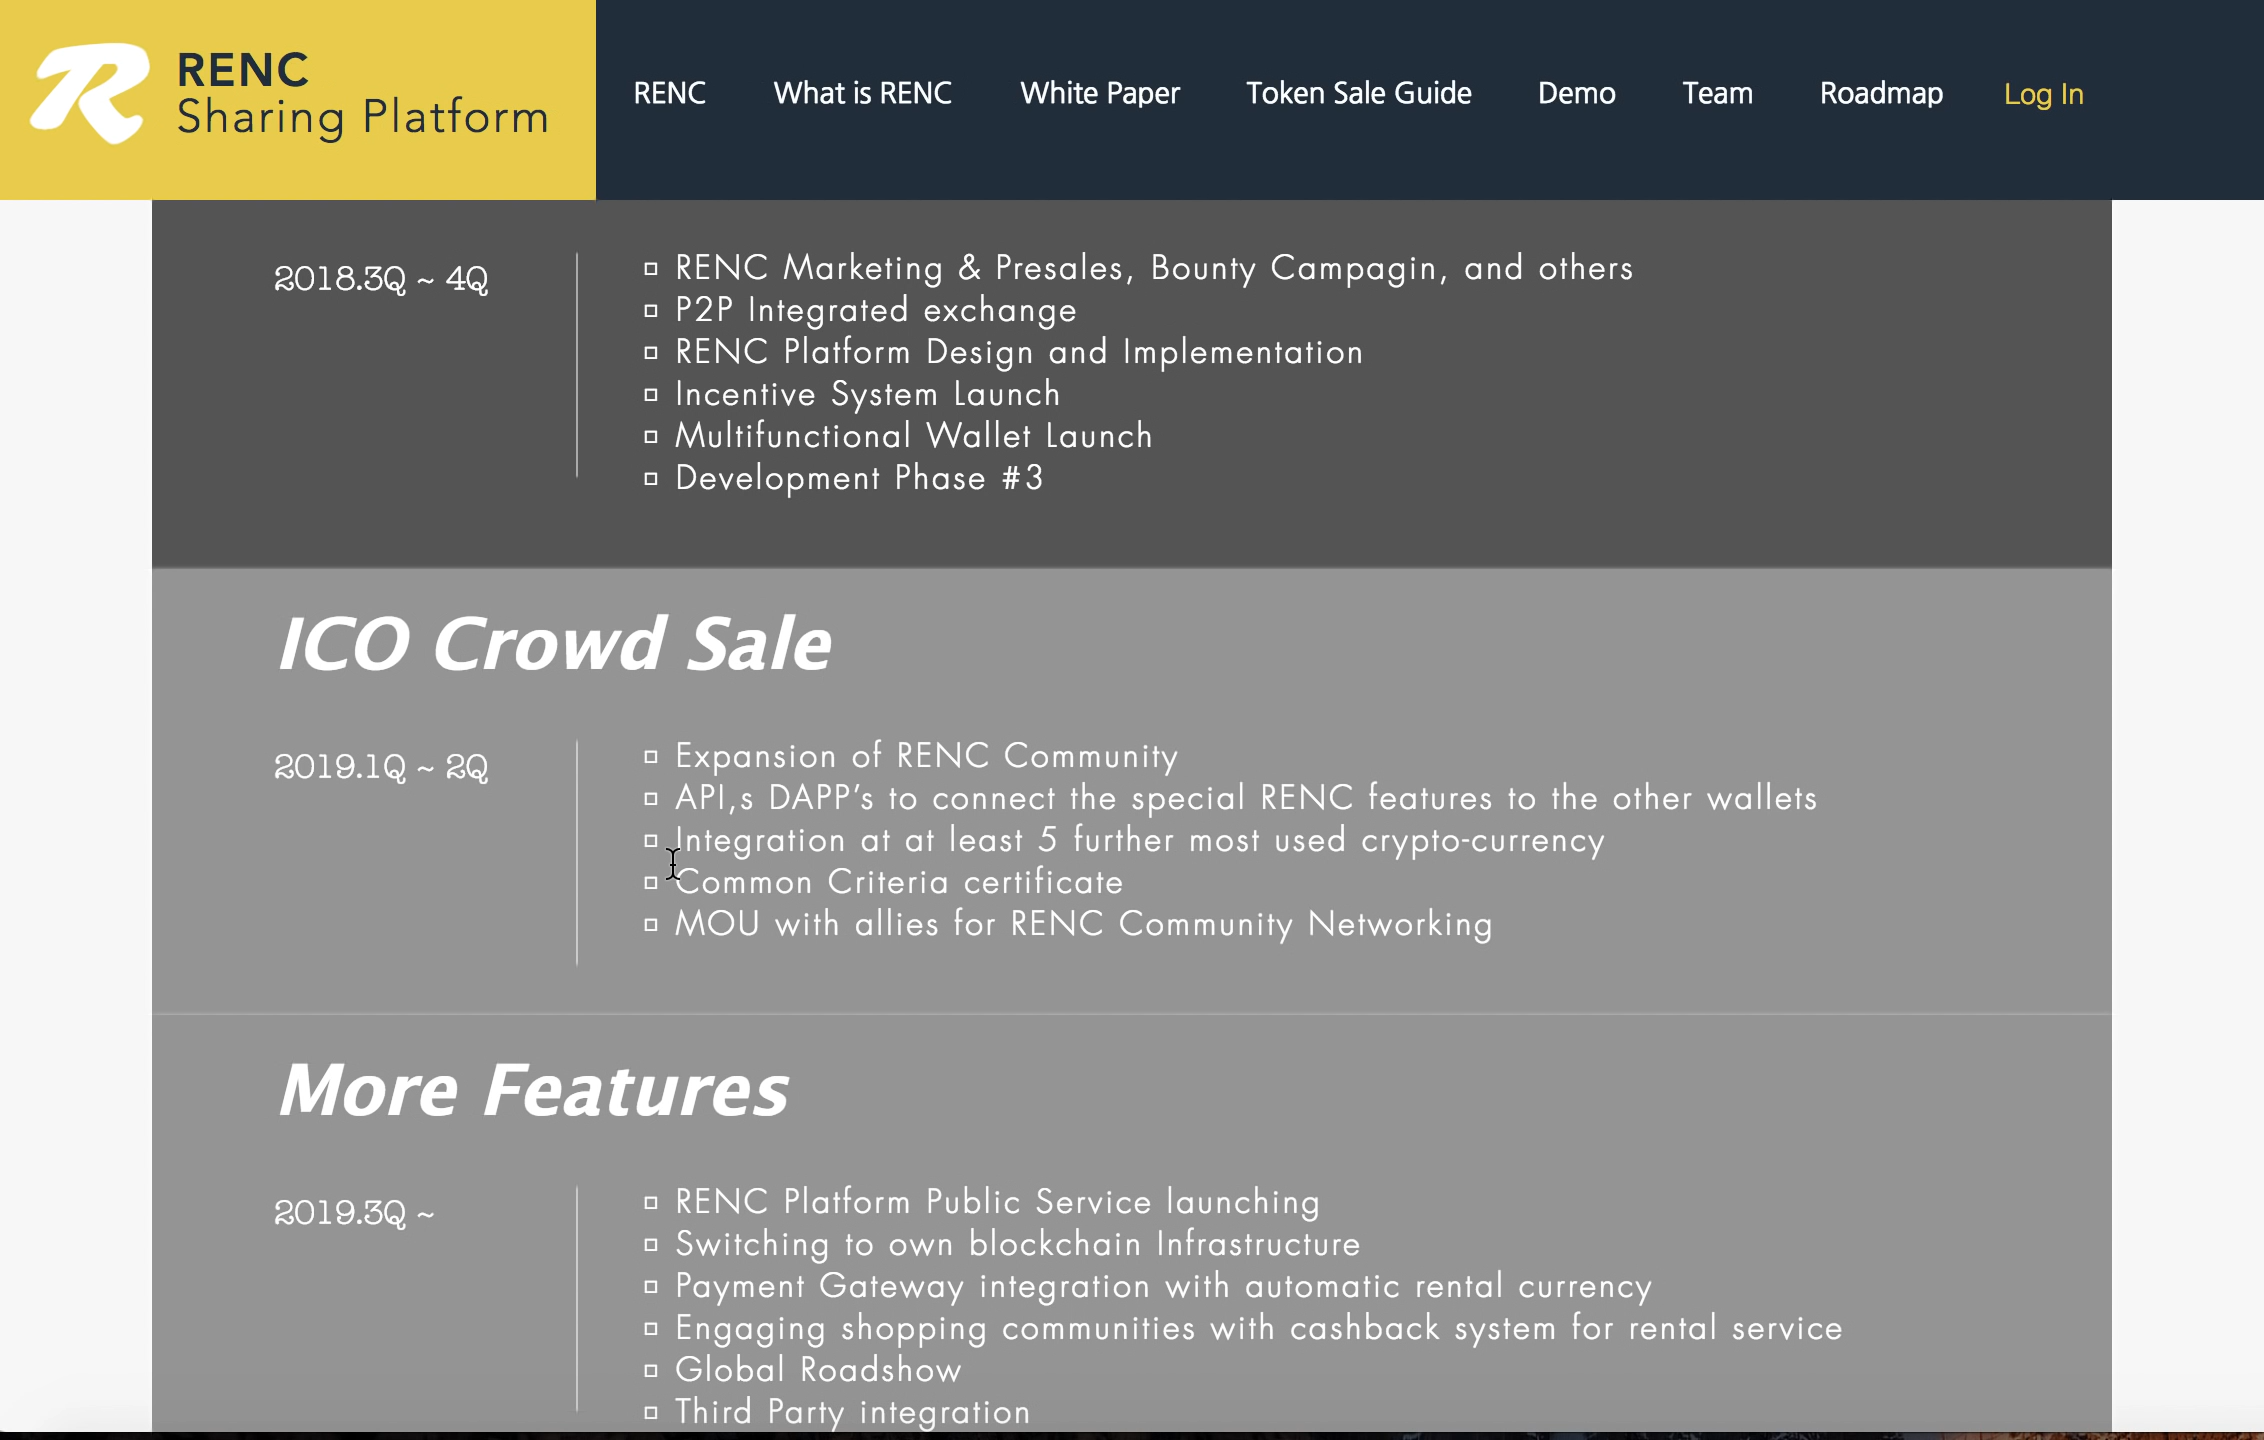 RENC
Sharing Platform
RENC What is RENC White Paper Token Sale Guide Demo Team Roadmap Log In
2018.3Q ~ 4Q
RENC Marketing & Presales, Bounty Campagin, and others
P2P Integrated exchange
RENC Platform Design and Implementation
Incentive System Launch
Multifunctional Wallet Launch
Development Phase #3
ICO Crowd Sale
2019.1Q ~ 2Q
Expansion of RENC Community
API,s DAPP’s to connect the special RENC features to the other wallets
Integration at at least 5 further most used crypto-currency
Common Criteria certificate
MOU with allies for RENC Community Networking
More Features
2019.3Q ~
RENC Platform Public Service launching
Switching to own blockchain Infrastructure
Payment Gateway integration with automatic rental currency
Engaging shopping communities with cashback system for rental service
Global Roadshow
Third Party integration